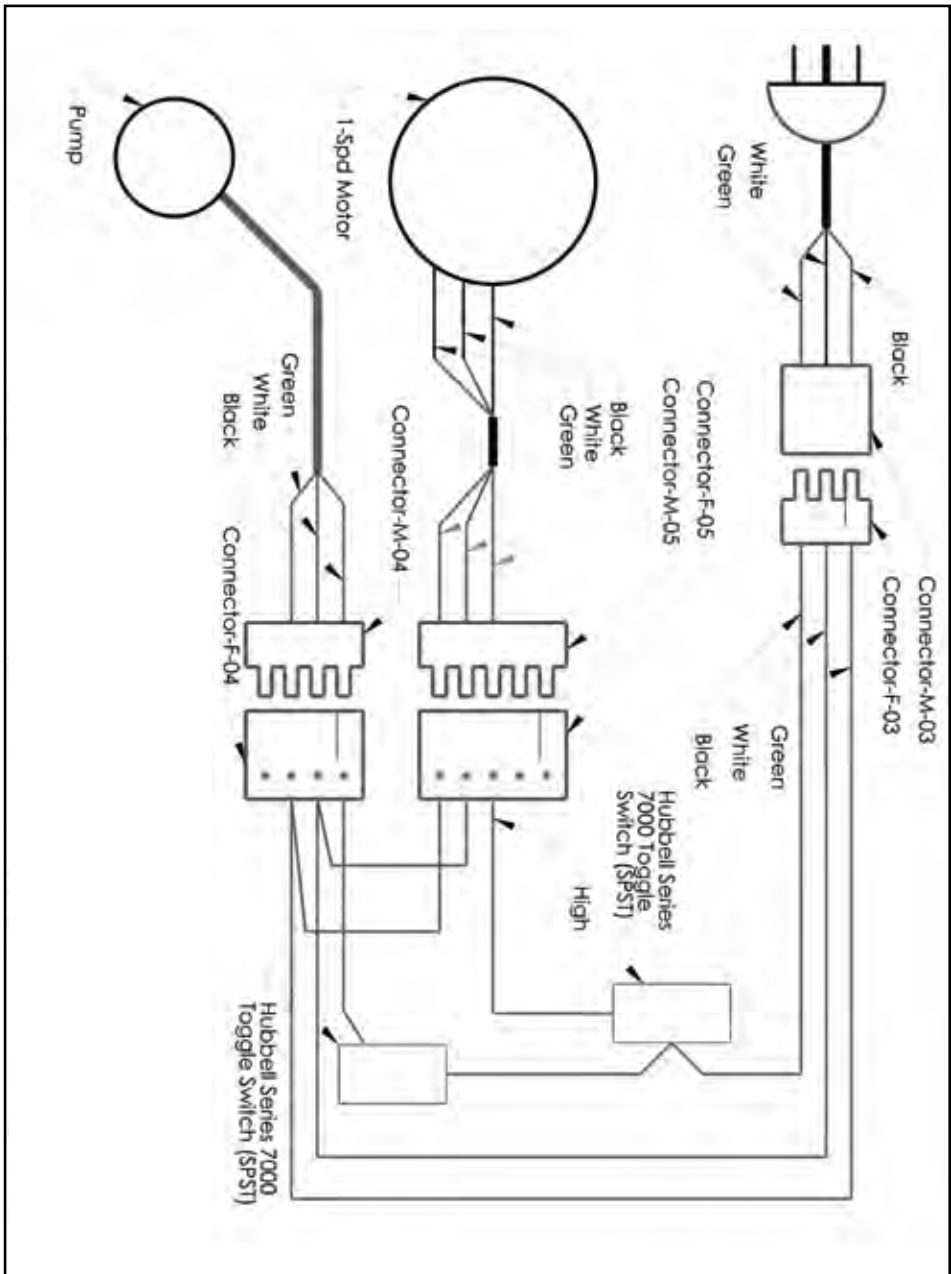 White
Green
Black
Connector-M-03
Connector-F-03
Green
White
Black
1-Spd Motor
Black
White
Green
Connector-F-05
Connector-M-05
Hubbell Series
7000 Toggle
Switch (SPST)
High
Pump
Green
White
Black
Connector-M-04
Connector-F-04
Hubbell Series 7000
Toggle Switch (SPST)